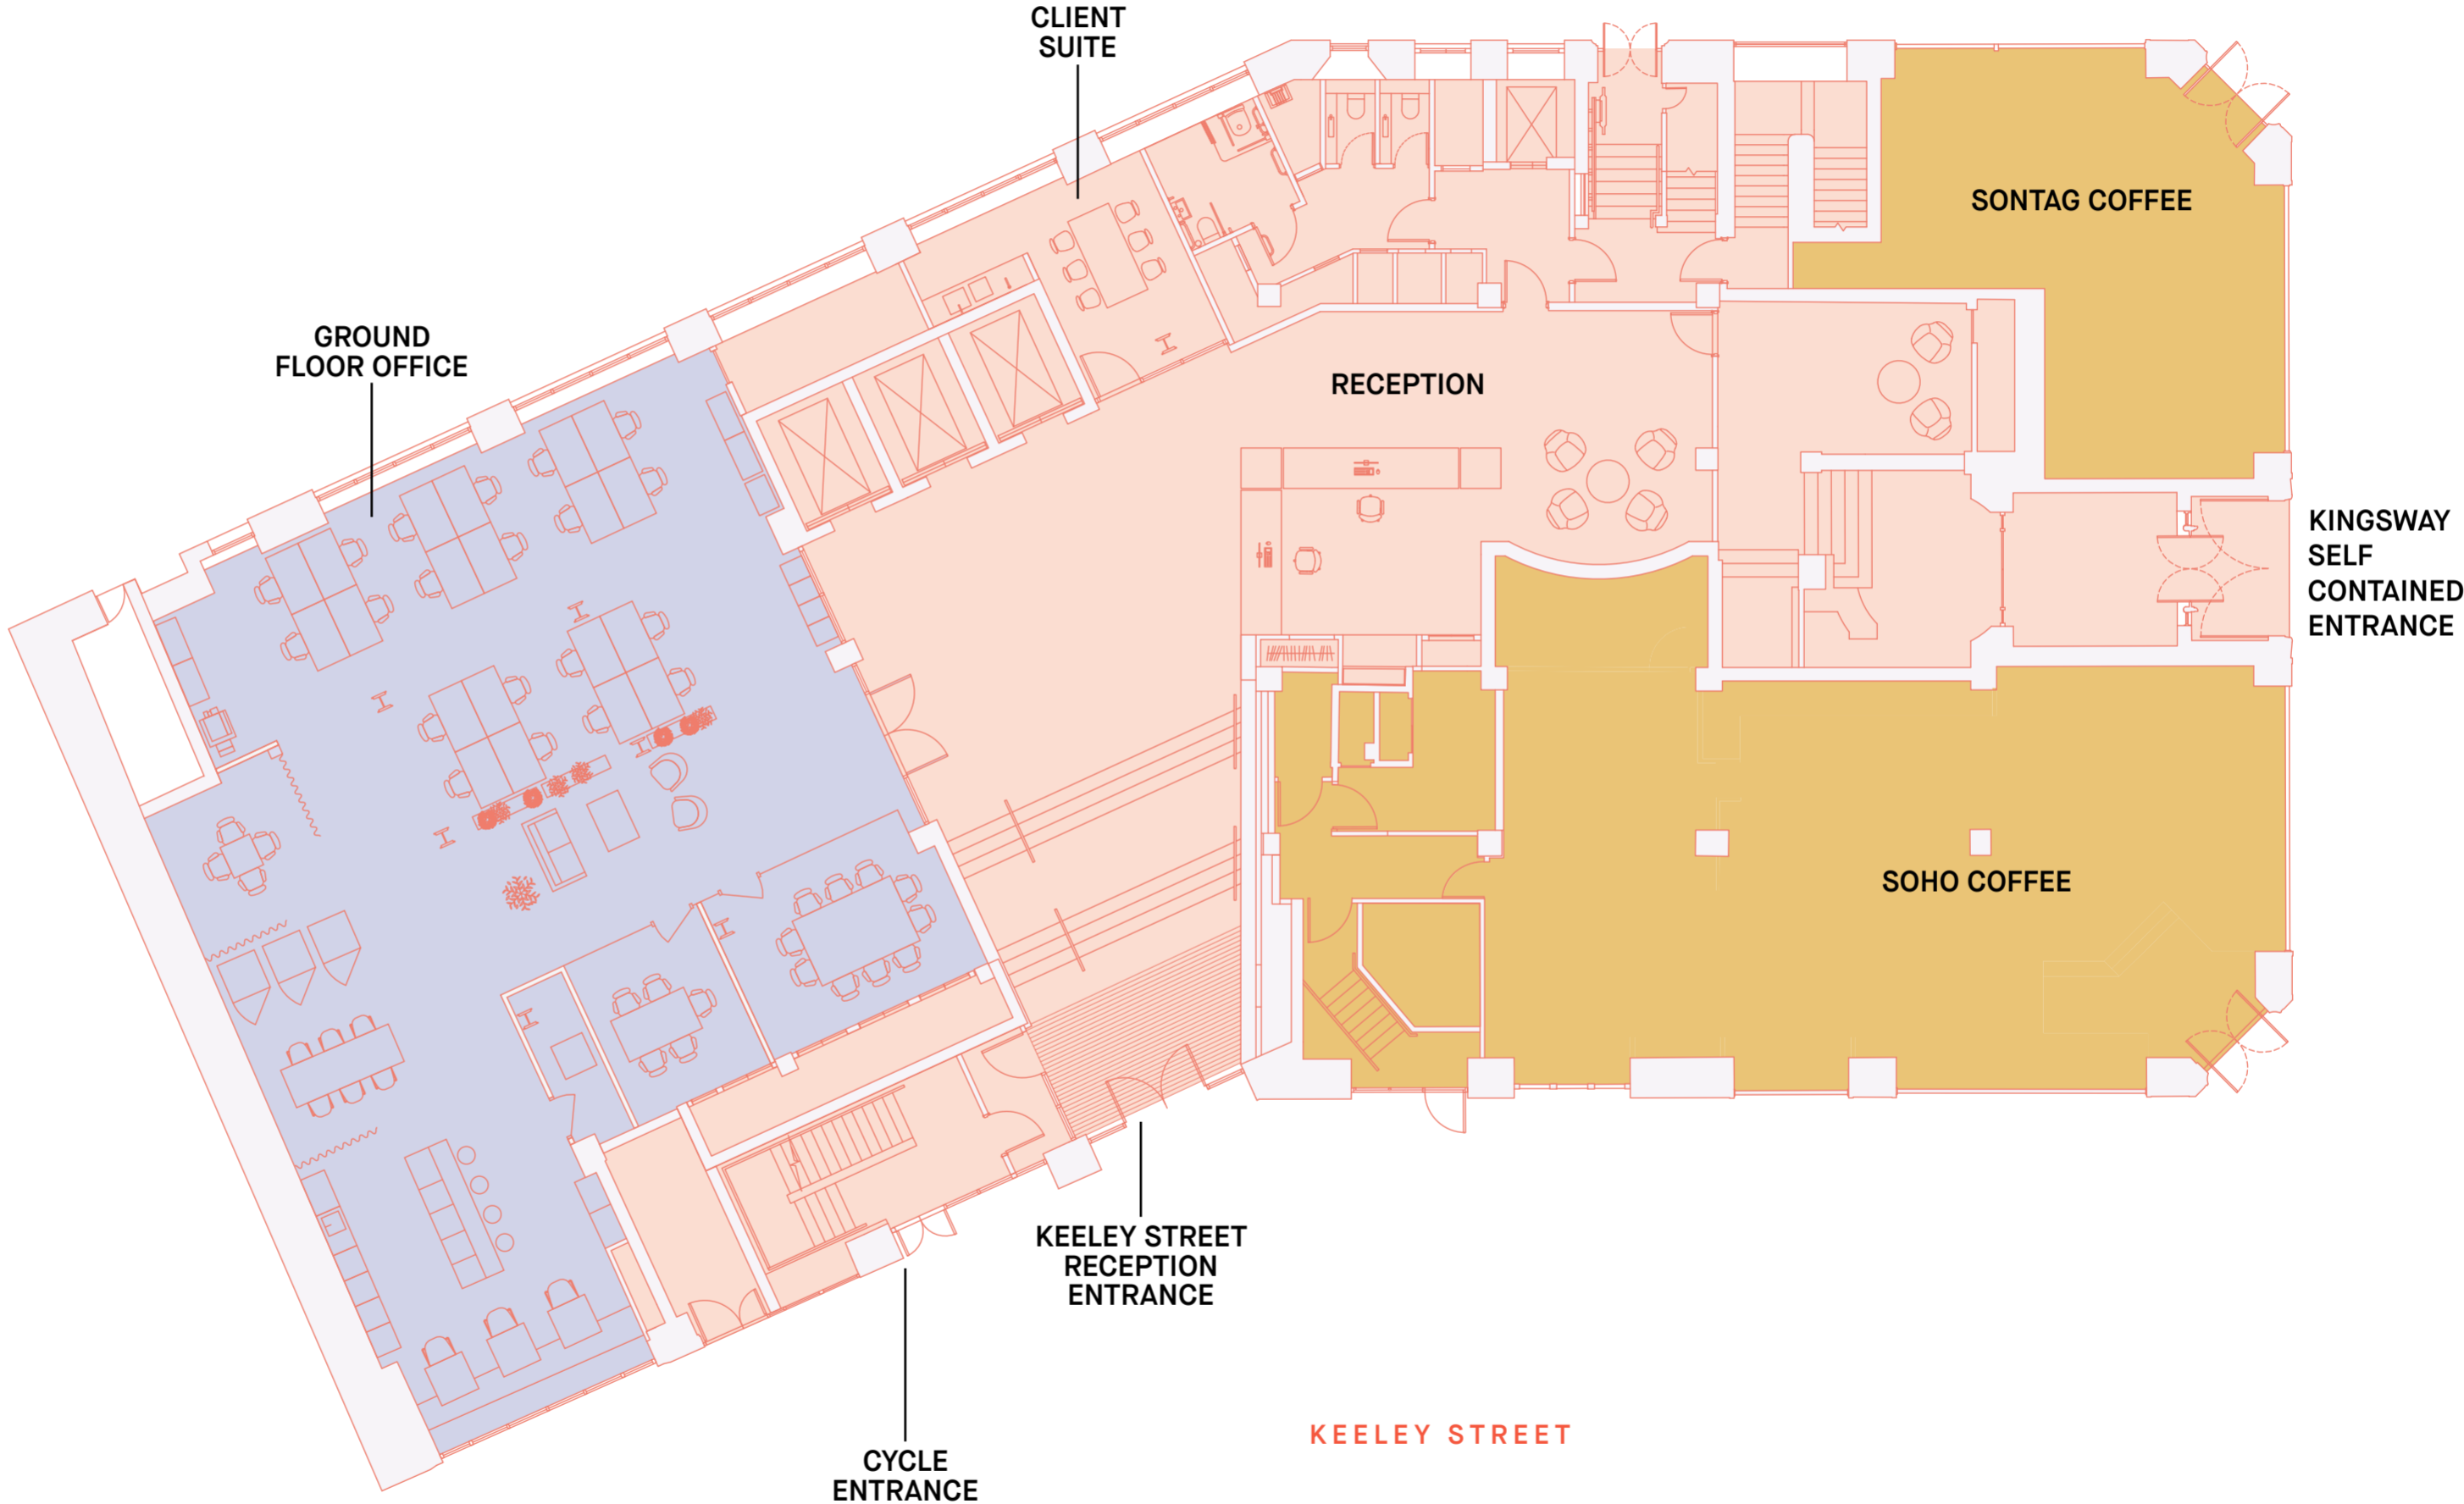 CLIENT
SUITE
SONTAG COFFEE
GROUND
FLOOR OFFICE
RECEPTION
KINGSWAY
SELF
CONTAINED
ENTRANCE
SOHO COFFEE
KEELEY STREET
RECEPTION
ENTRANCE
KEELEY STREET
CYCLE
ENTRANCE